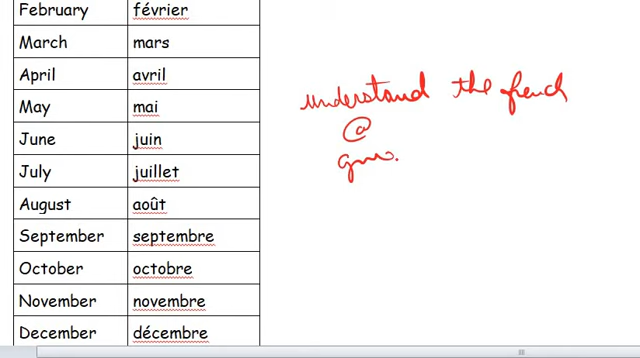 February février
March mars
April avril
May mai
June juin
July juillet
August août
September septembre
October octobre
November novembre
December décembre
understand the french
@